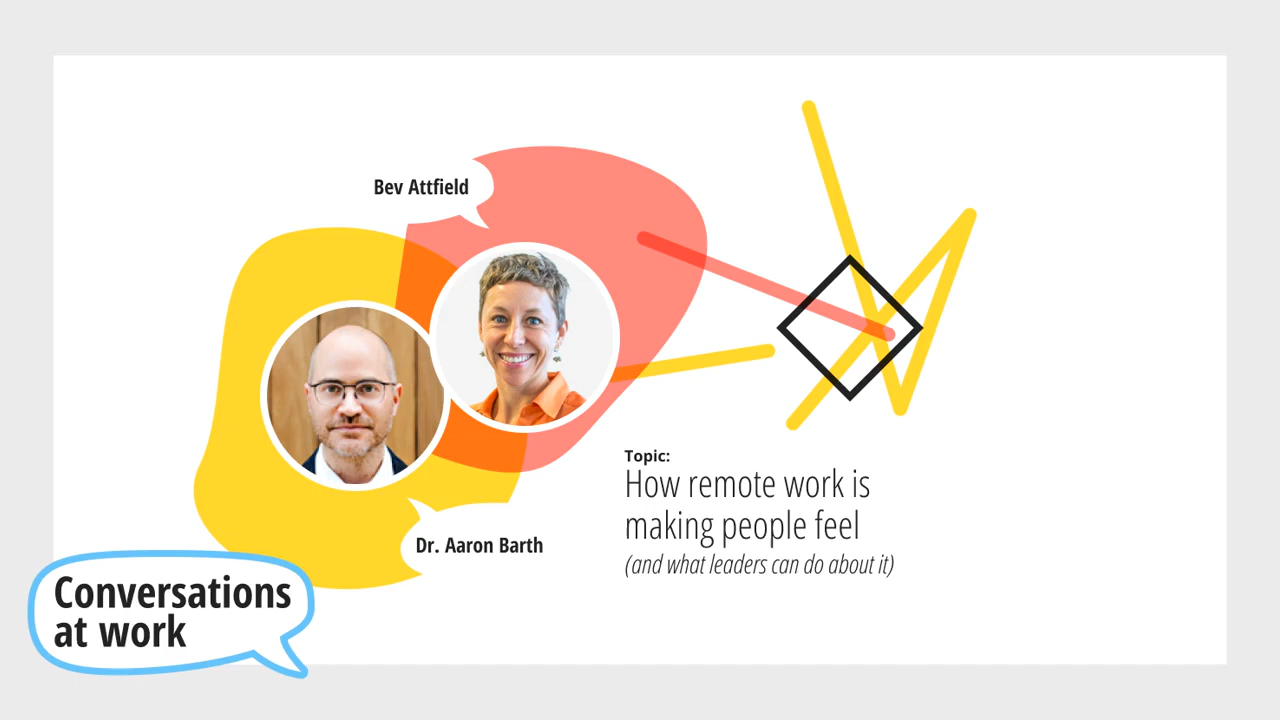 Bev Attfield
Dr. Aaron Barth
Topic:
How remote work is
making people feel
(and what leaders can do about it)
Conversations
at work